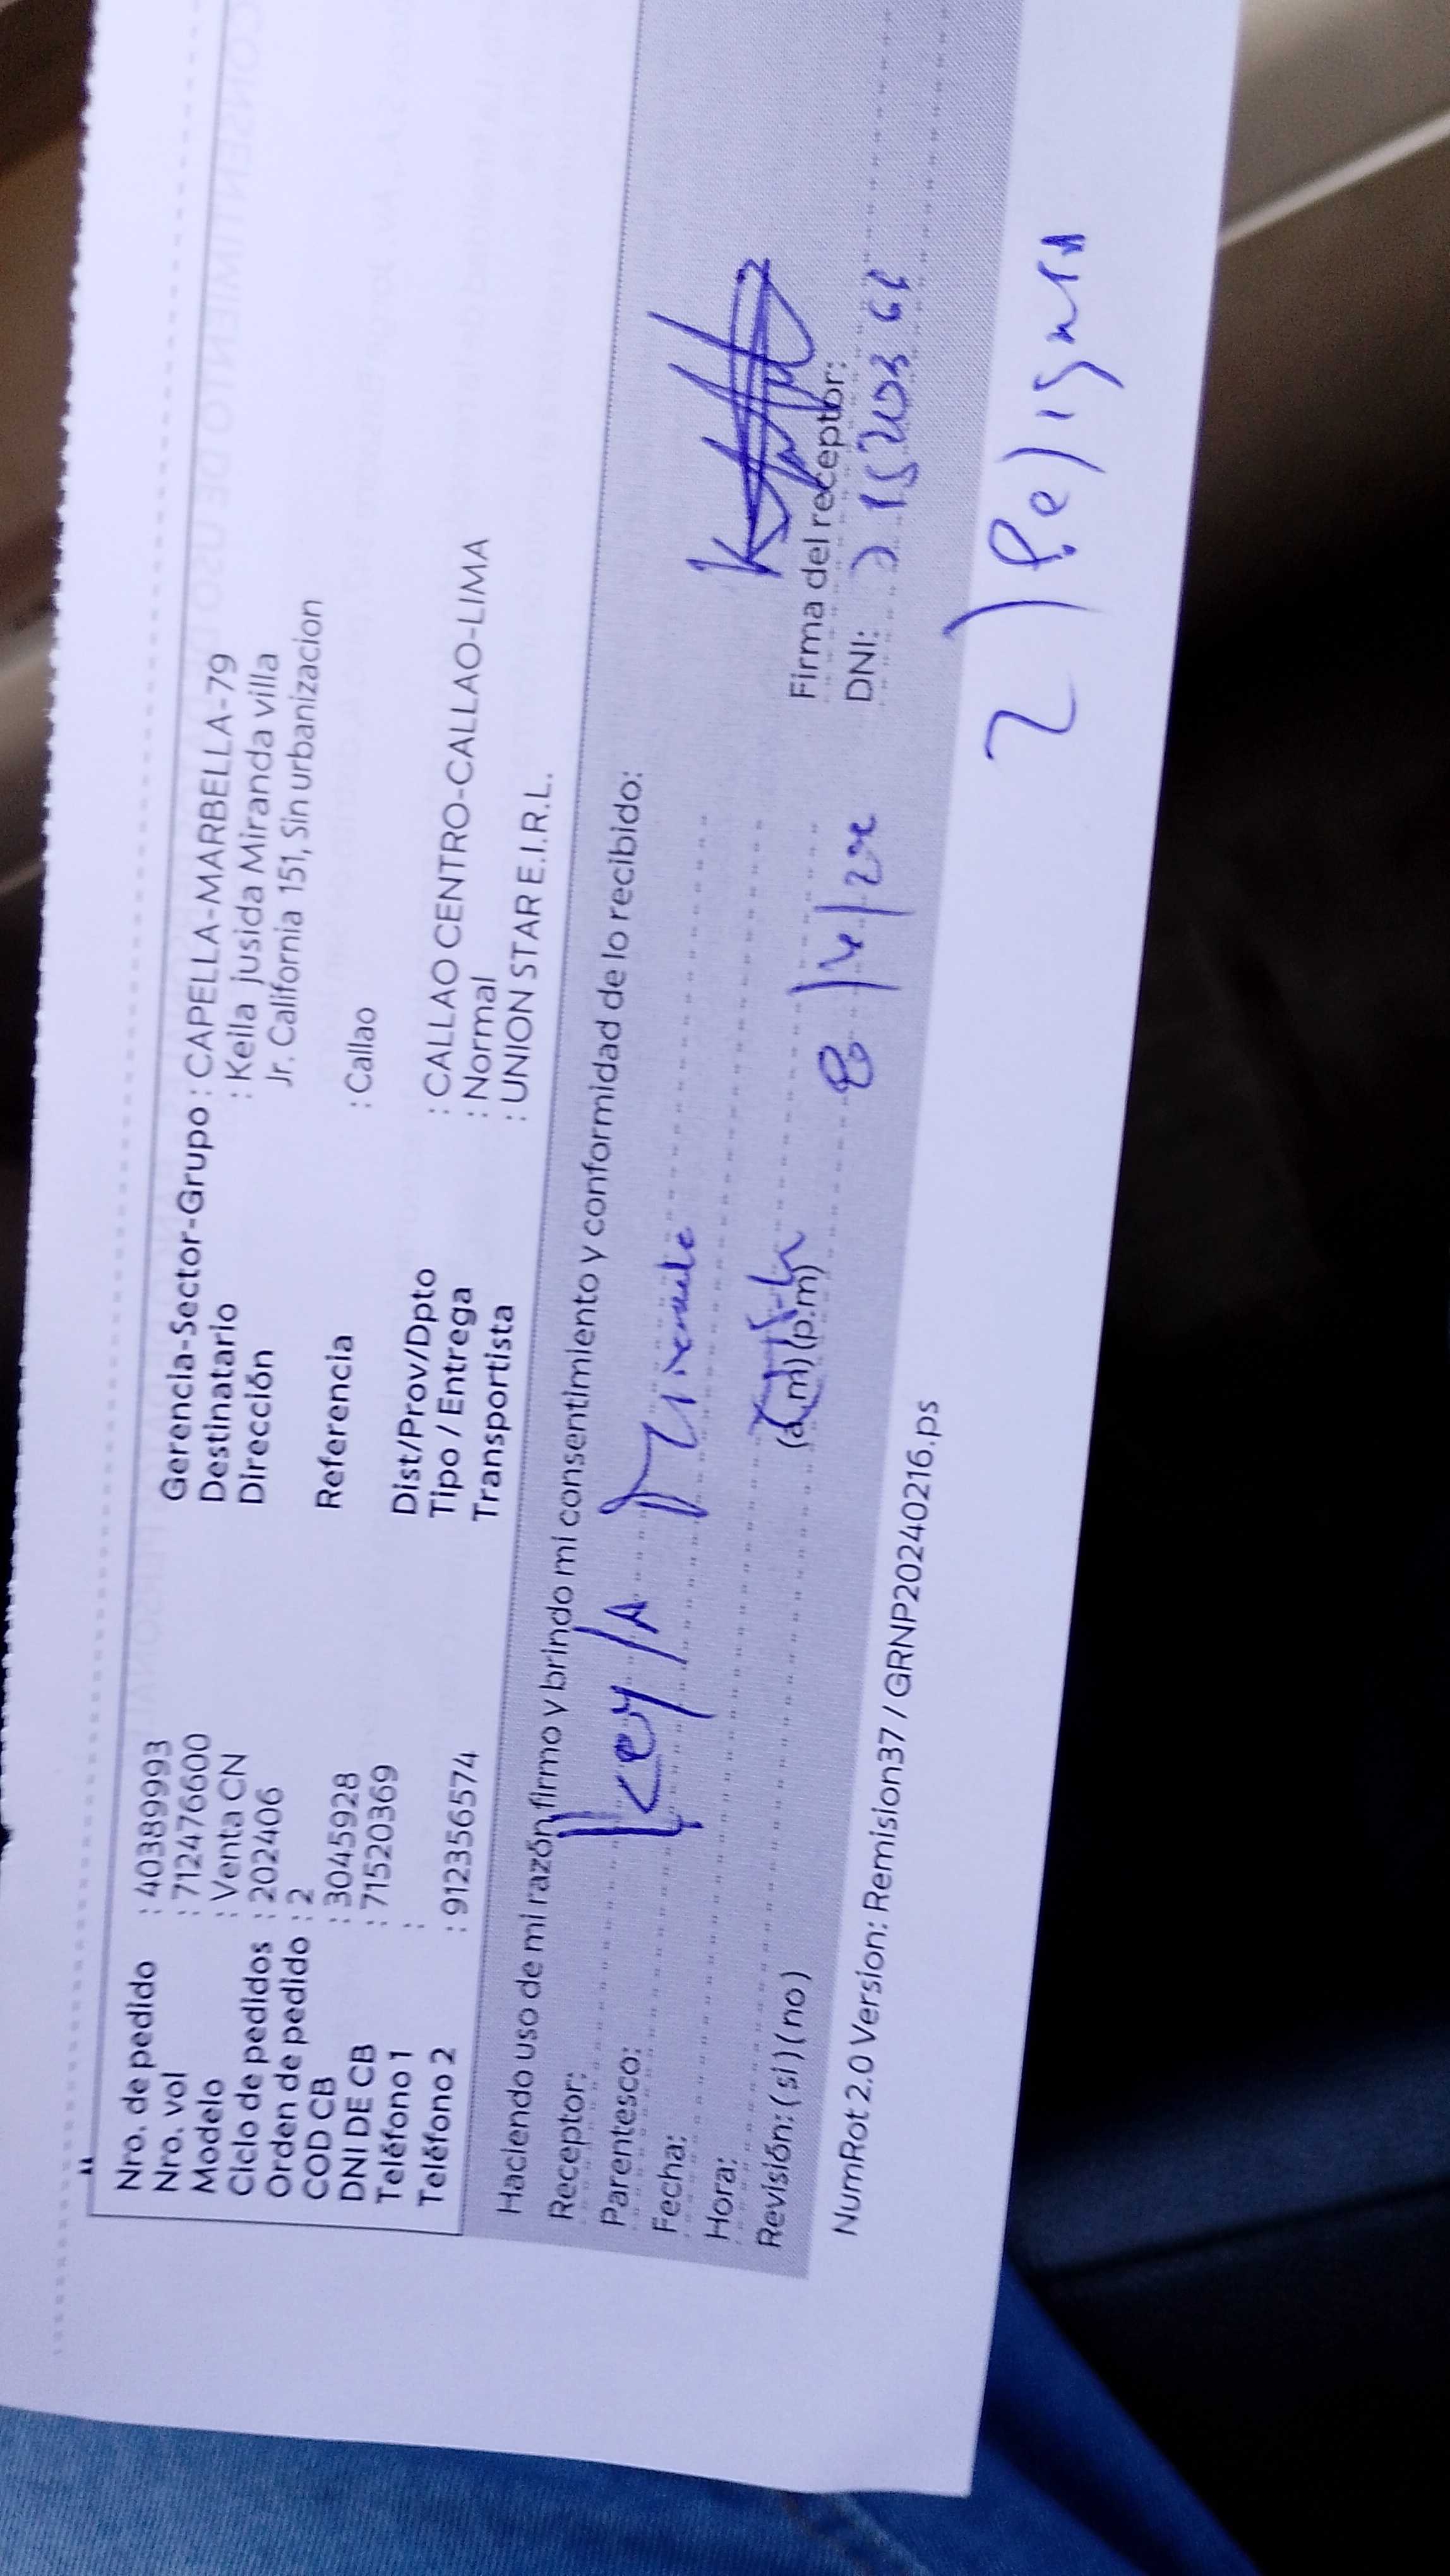 Nro. de pedido : 40389993
Nro. vol : 712476600
Modelo : Venta CN
Ciclo de pedidos : 202406
Orden de pedido : 2
COD CB : 3045928
DNI DE CB : 71520369
Teléfono 1 :
Teléfono 2 : 912356574
Gerencia-Sector-Grupo : CAPELLA-MARBELLA-79
Destinatario : Keila jusida Miranda villa
Dirección Jr. California 151, Sin urbanizacion
Referencia : Callao
Dist/Prov/Dpto : CALLAO CENTRO-CALLAO-LIMA
Tipo / Entrega : Normal
Transportista : UNION STAR E.I.R.L.
Haciendo uso de mi razón, firmo y brindo mi consentimiento y conformidad de lo recibido:
Receptor: Keyla
Parentesco:
Fecha:
Hora: (a.m) (p.m)
Revisión: (si) (no)
Firma del receptor:
DNI:
NumRot 2.0 Version: Remision37 / GRNP20240216.ps